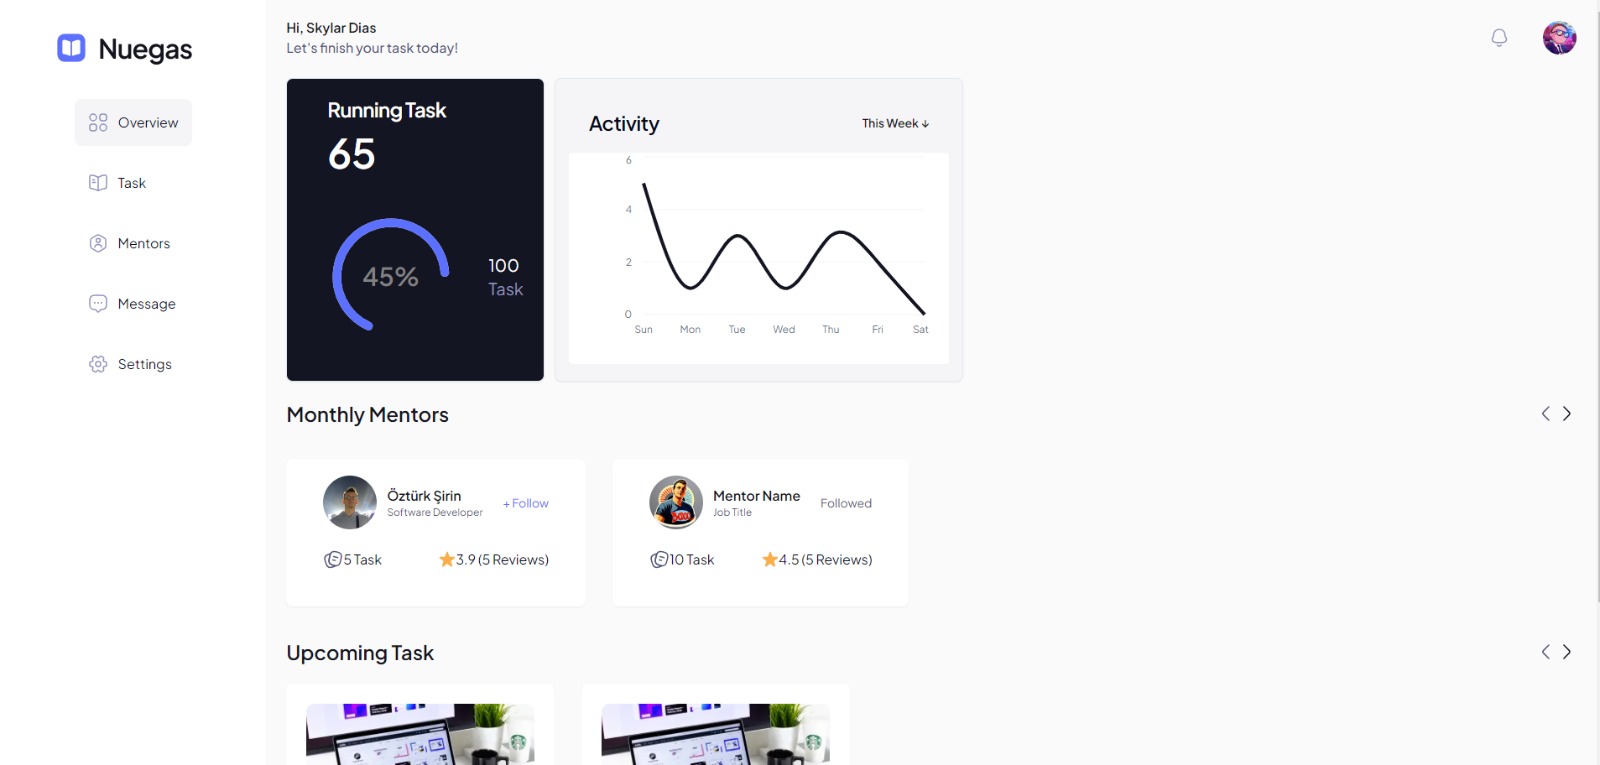 Nuegas
Overview
Task
Mentors
Message
Settings
Hi, Skylar Dias
Let's finish your task today!
Running Task
65
45%
100
Task
Activity
This Week ↓
6
4
2
0
Sun Mon Tue Wed Thu Fri Sat
Monthly Mentors
Öztürk Şirin
Software Developer
+ Follow
5 Task
3.9 (5 Reviews)
Mentor Name
Job Title
Followed
10 Task
4.5 (5 Reviews)
Upcoming Task